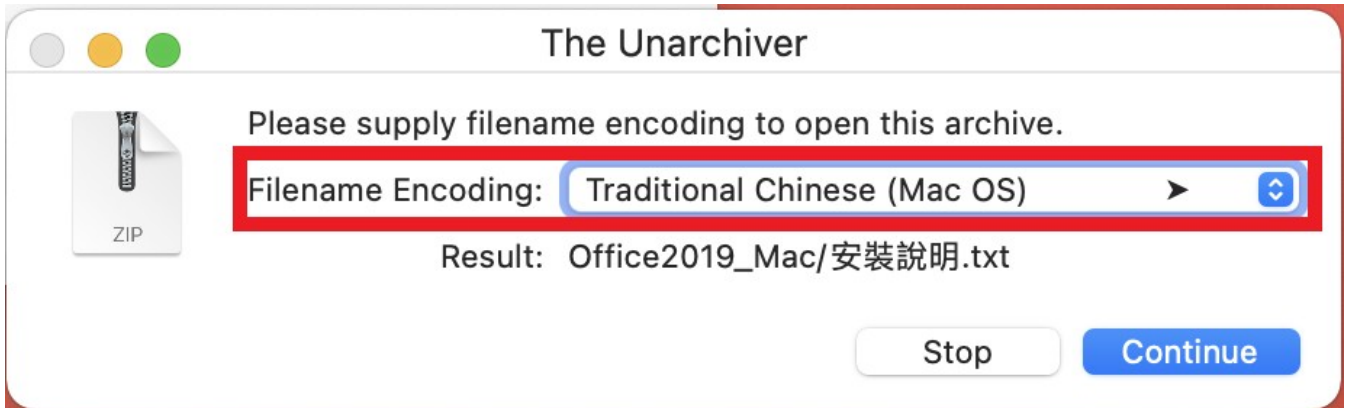 The Unarchiver
Please supply filename encoding to open this archive.
Filename Encoding: Traditional Chinese (Mac OS) ➤
ZIP
Result: Office2019_Mac/安裝說明.txt
Stop Continue